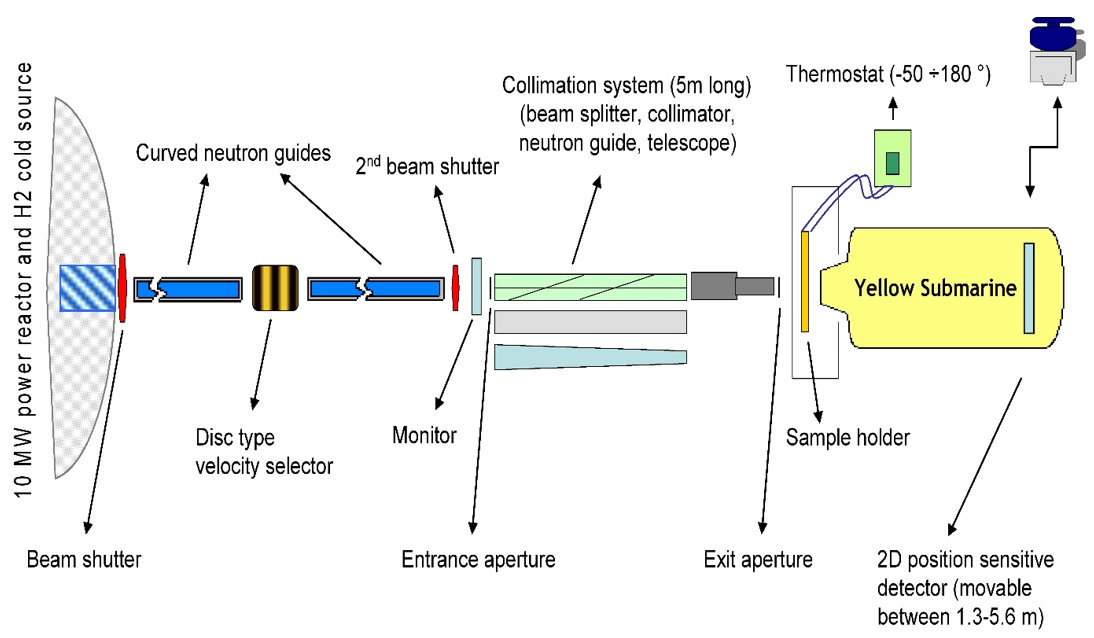 10 MW power reactor and H2 cold source
Curved neutron guides
2nd beam shutter
Collimation system (5m long)
(beam splitter, collimator,
neutron guide, telescope)
Thermostat (-50 ÷180 °)
Yellow Submarine
Disc type
velocity selector
Monitor
Sample holder
Beam shutter
Entrance aperture
Exit aperture
2D position sensitive
detector (movable
between 1.3-5.6 m)